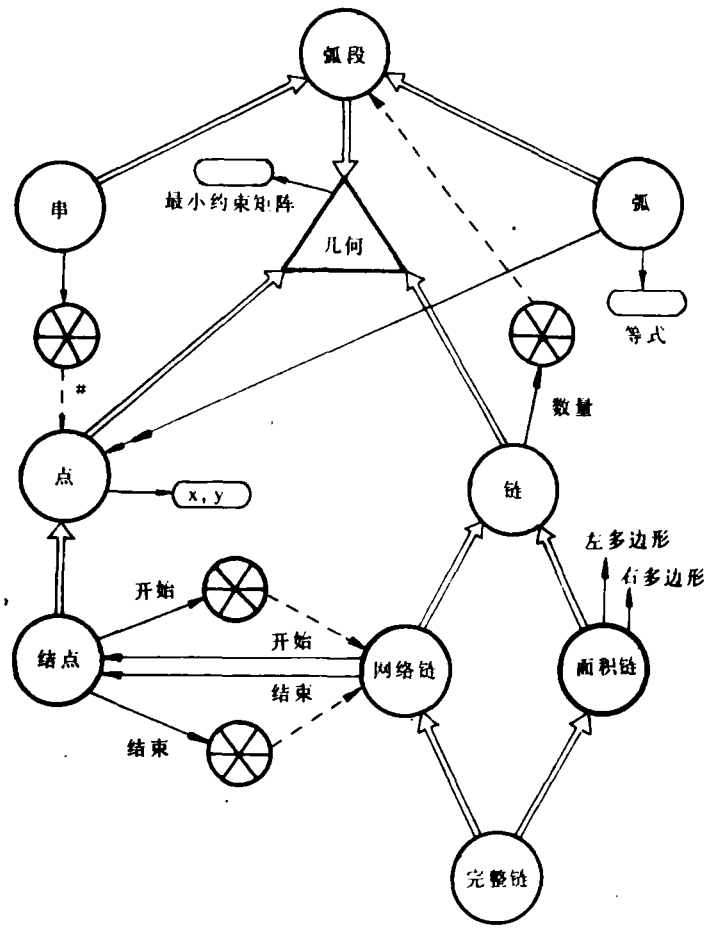 弧段
串
最小约束矩阵
几何
弧
等式
#
数量
点
x, y
链
左多边形
右多边形
开始
开始
结点
网络链
面积链
结束
结束
完整链